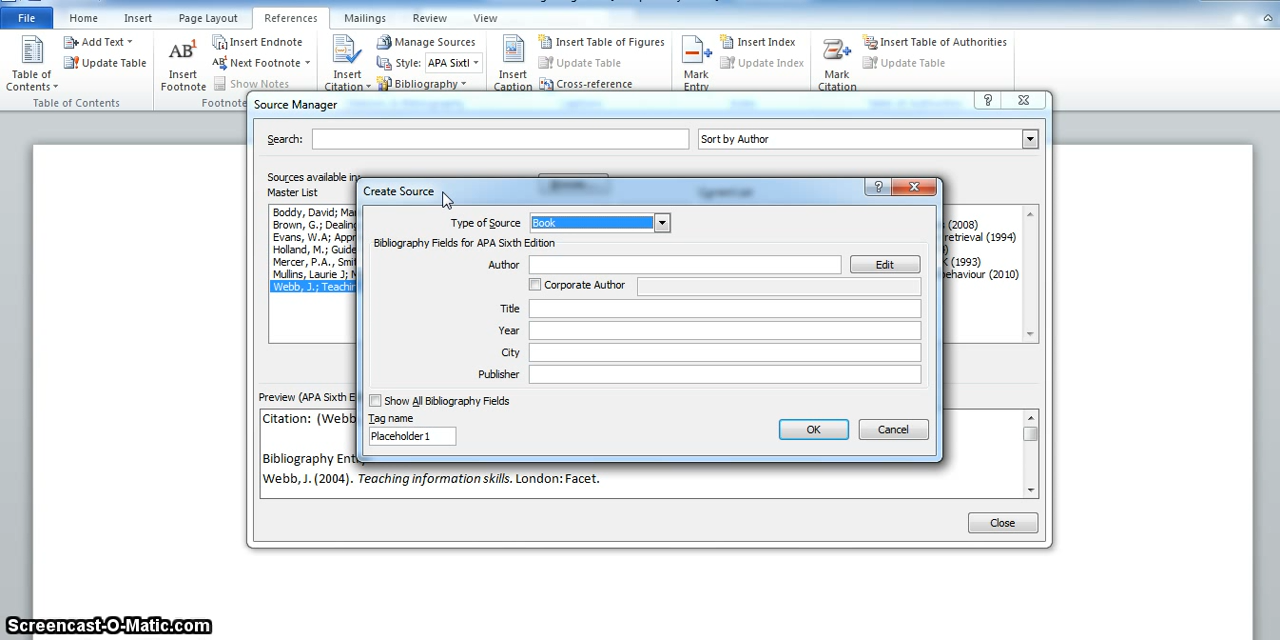 File Home Insert Page Layout References Mailings Review View
Table of Contents
Add Text
Update Ta
Table of Contents
AB1 Insert Footnote
Insert Endnote
AB Next Footnote
Show Notes
Footno
Insert Citation
Manage Sources
Style: APA Sixtl
Bibliography
Insert Caption
Insert Table of Figures
Update Table
Cross-reference
Mark Entry
Insert Index
Update Index
Mark Citation
Insert Table of Authorities
Update Table
Source Manager
Search:
Sort by Author
Sources available in:
Master List
Boddy, David; Ma
Brown, G.; Dealing
Evans, W.A; Appr
Holland, M.; Guide
Mercer, P.A., Smit
Mullins, Laurie J; M
Webb, J.; Teachin
s (2008)
retrieval (1994)
K (1993)
behaviour (2010)
Create Source
Type of Source Book
Bibliography Fields for APA Sixth Edition
Author Edit
Corporate Author
Title
Year
City
Publisher
Show All Bibliography Fields
Tag name
Placeholder1
OK Cancel
Preview (APA Sixth E
Citation: (Webb
Bibliography Ent
Webb, J. (2004). Teaching information skills. London: Facet.
Close
Screencast-O-Matic.com